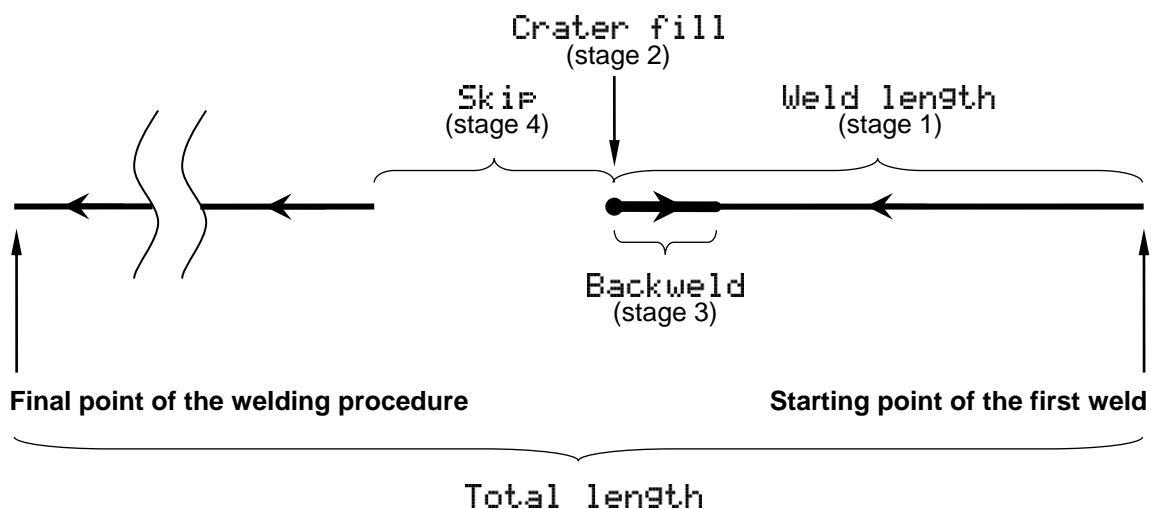 Crater fill
(stage 2)
Skip
(stage 4)
Weld length
(stage 1)
Backweld
(stage 3)
Final point of the welding procedure
Starting point of the first weld
Total length